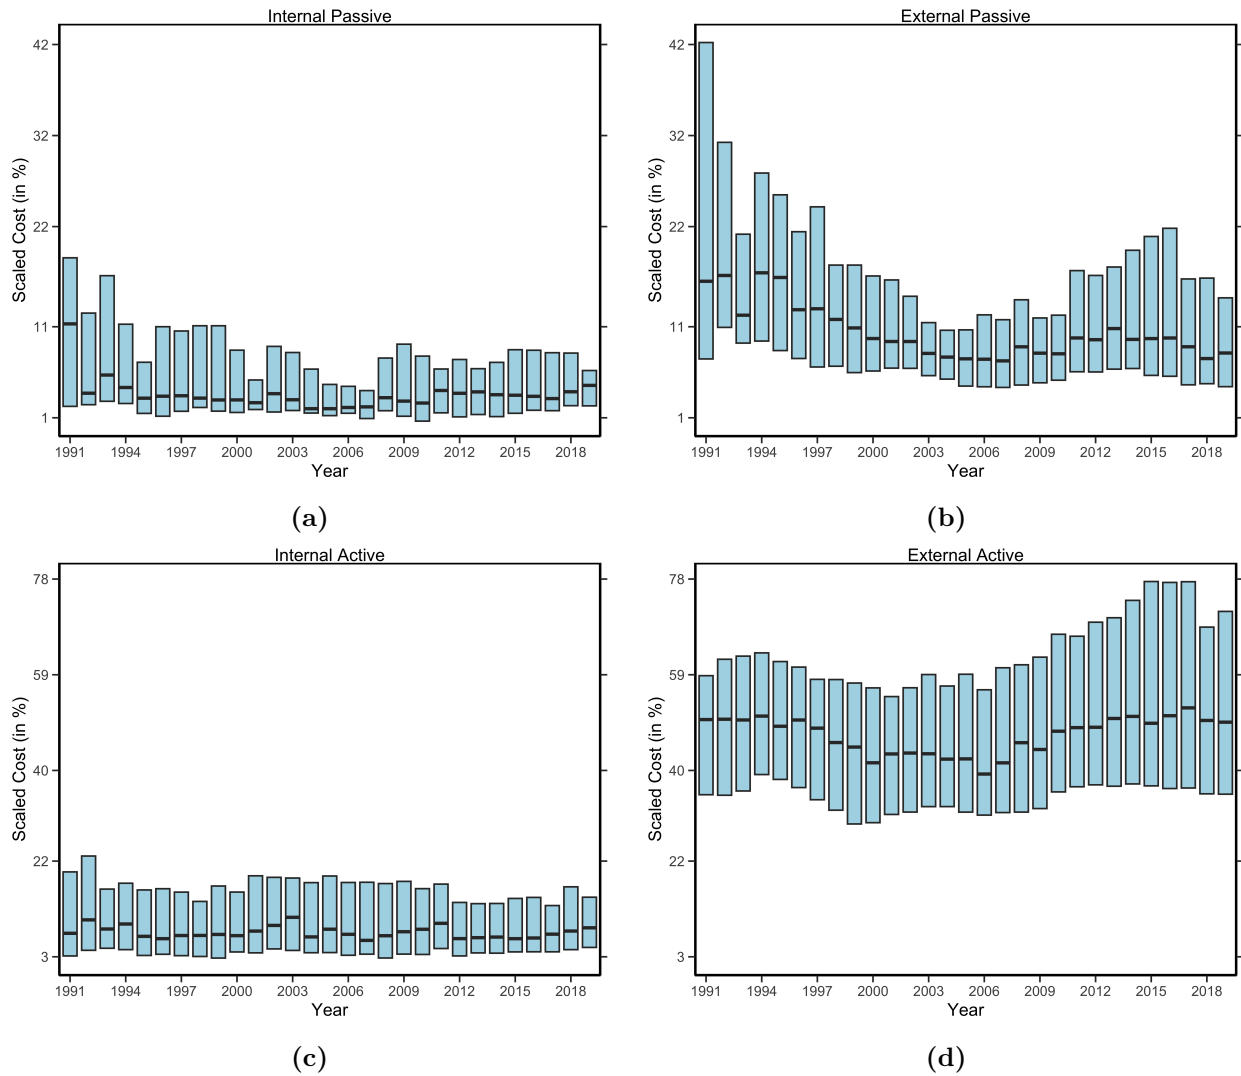 Internal Passive
42
32
22
11
1
Scaled Cost (in %)
1991 1994 1997 2000 2003 2006 2009 2012 2015 2018
Year
(a)
External Passive
42
32
22
11
1
Scaled Cost (in %)
1991 1994 1997 2000 2003 2006 2009 2012 2015 2018
Year
(b)
Internal Active
78
59
40
22
3
Scaled Cost (in %)
1991 1994 1997 2000 2003 2006 2009 2012 2015 2018
Year
(c)
External Active
78
59
40
22
3
Scaled Cost (in %)
1991 1994 1997 2000 2003 2006 2009 2012 2015 2018
Year
(d)